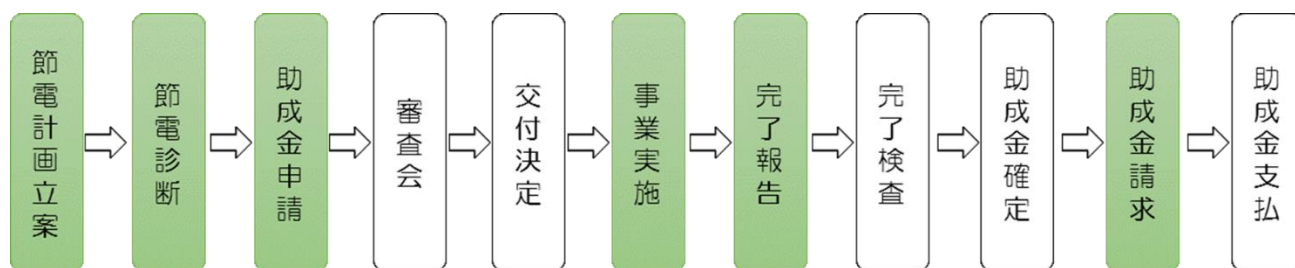 節電計画立案
節電診断
助成金申請
審査会
交付決定
事業実施
完了報告
完了検査
助成金確定
助成金請求
助成金支払